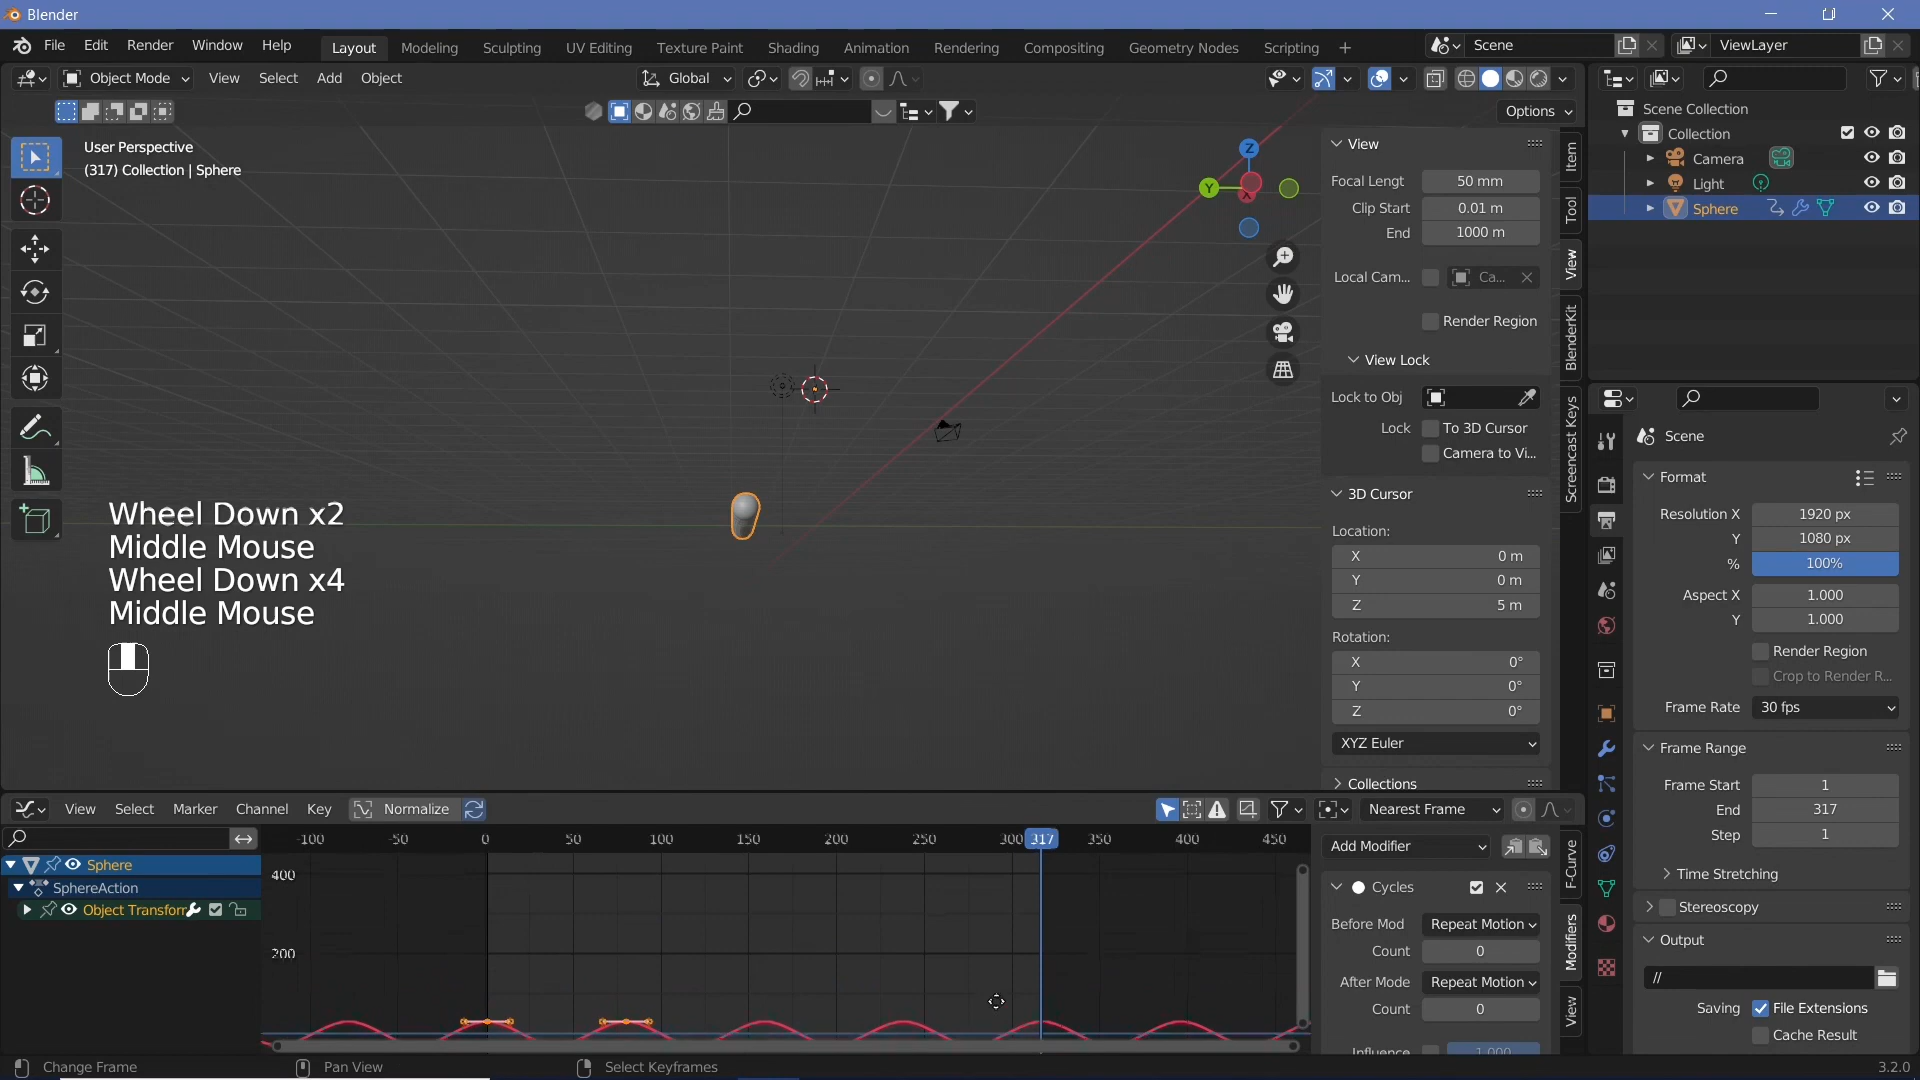 Blender
File Edit Render Window Help
Layout Modeling Sculpting UV Editing Texture Paint Shading Animation Rendering Compositing Geometry Nodes Scripting +
Scene
ViewLayer
Object Mode View Select Add Object
Global
Options
User Perspective
(317) Collection | Sphere
Z
Y
X
Wheel Down x2
Middle Mouse
Wheel Down x4
Middle Mouse
View
Focal Lengt 50 mm
Clip Start 0.01 m
End 1000 m
Local Cam... Ca...
Render Region
View Lock
Lock to Obj
Lock To 3D Cursor
Camera to Vi...
3D Cursor
Location:
X 0 m
Y 0 m
Z 5 m
Rotation:
X 0°
Y 0°
Z 0°
XYZ Euler
Collections
Item
Tool
View
BlenderKit
Screencast Keys
Scene Collection
Collection
Camera
Light
Sphere
Scene
Format
Resolution X 1920 px
Y 1080 px
% 100%
Aspect X 1.000
Y 1.000
Render Region
Crop to Render R...
Frame Rate 30 fps
Frame Range
Frame Start 1
End 317
Step 1
Time Stretching
Stereoscopy
Output
//
Saving File Extensions
Cache Result
View Select Marker Channel Key Normalize
Nearest Frame
-100 -50 0 50 100 150 200 250 300 317 350 400 450
Sphere
SphereAction
Object Transforn
400
200
Add Modifier
Cycles
Before Mod Repeat Motion
Count 0
After Mode Repeat Motion
Count 0
Influence 1.000
F-Curve
Modifiers
View
Change Frame Pan View Select Keyframes 3.2.0